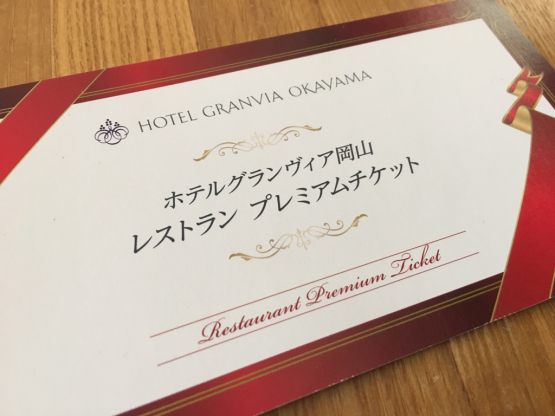 HOTEL GRANVIA OKAYAMA
ホテルグランヴィア岡山
レストラン プレミアムチケット
Restaurant Premium Ticket